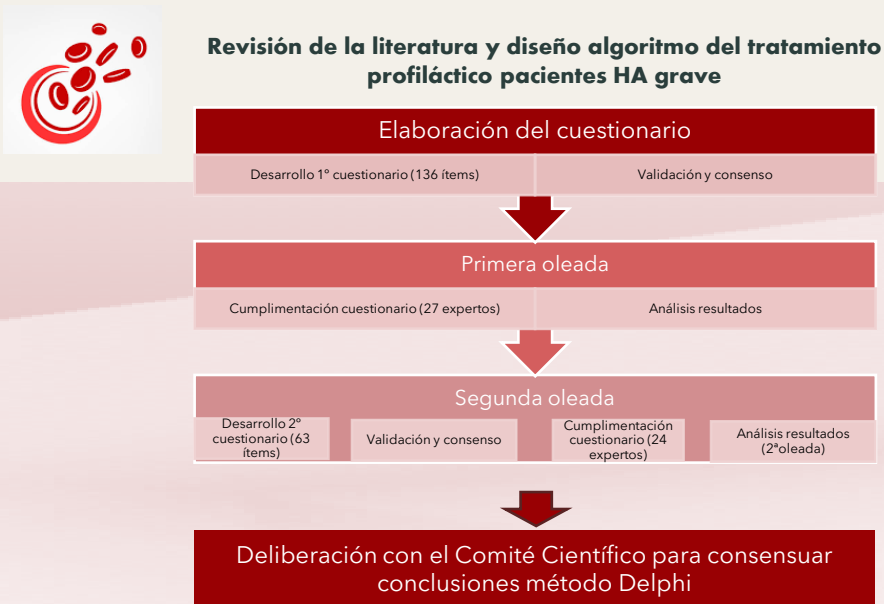 Revisión de la literatura y diseño algoritmo del tratamiento
profiláctico pacientes HA grave
Elaboración del cuestionario
Desarrollo 1º cuestionario (136 ítems)
Validación y consenso
Primera oleada
Cumplimentación cuestionario (27 expertos)
Análisis resultados
Segunda oleada
Desarrollo 2º
cuestionario (63
ítems)
Validación y consenso
Cumplimentación
cuestionario (24
expertos)
Análisis resultados
(2ªoleada)
Deliberación con el Comité Científico para consensuar
conclusiones método Delphi